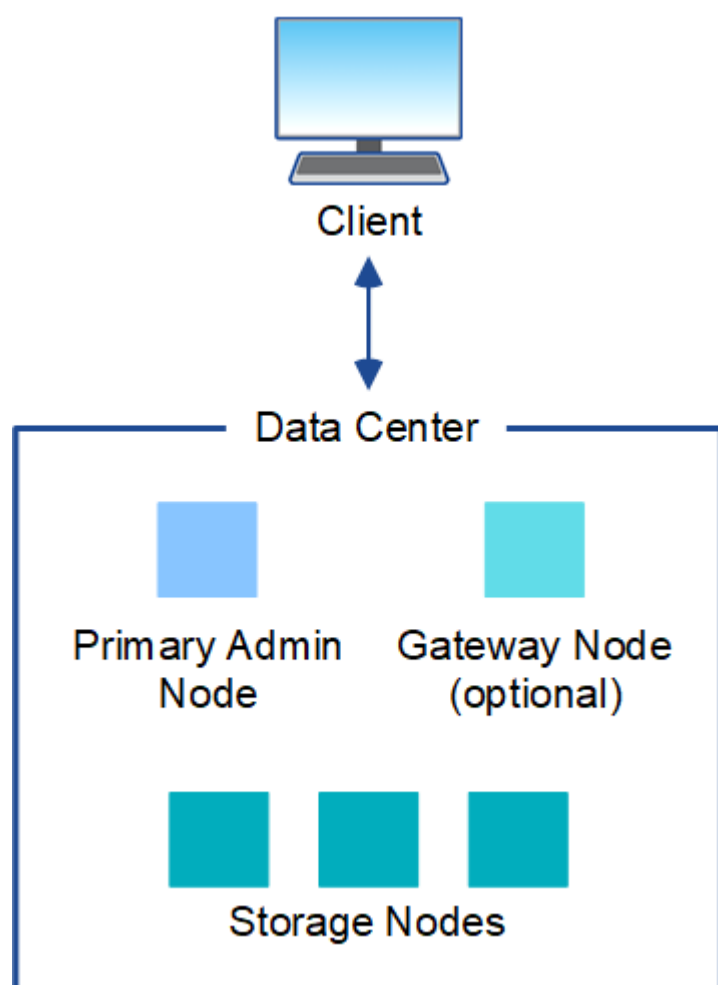 Client
Data Center
Primary Admin
Node
Gateway Node
(optional)
Storage Nodes